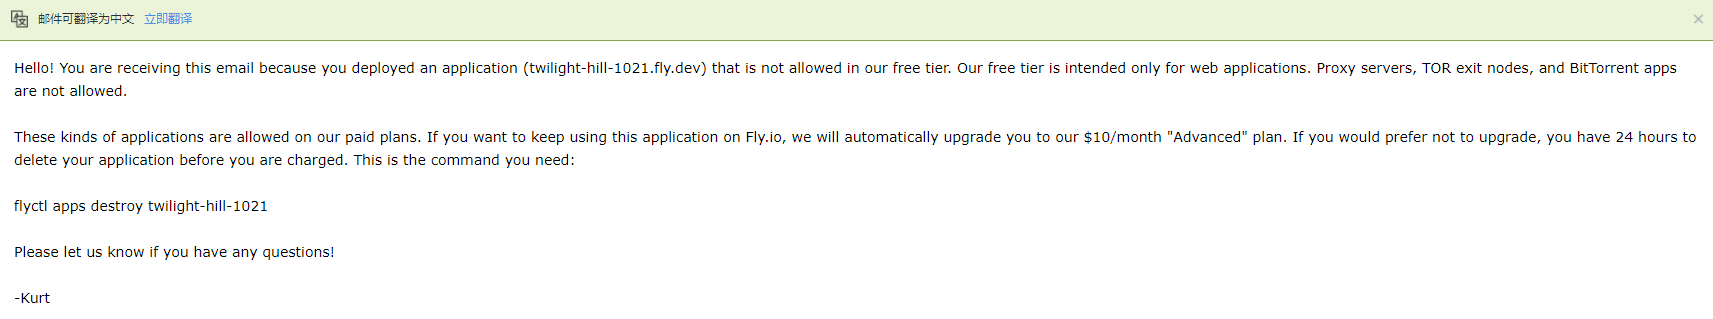 邮件可翻译为中文 立即翻译
Hello! You are receiving this email because you deployed an application (twilight-hill-1021.fly.dev) that is not allowed in our free tier. Our free tier is intended only for web applications. Proxy servers, TOR exit nodes, and BitTorrent apps
are not allowed.
These kinds of applications are allowed on our paid plans. If you want to keep using this application on Fly.io, we will automatically upgrade you to our $10/month "Advanced" plan. If you would prefer not to upgrade, you have 24 hours to
delete your application before you are charged. This is the command you need:
flyctl apps destroy twilight-hill-1021
Please let us know if you have any questions!
-Kurt